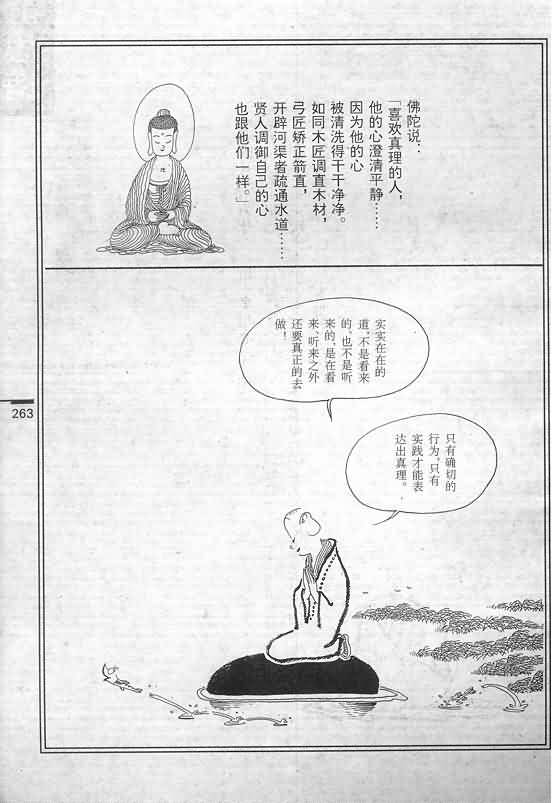 佛陀说：
「喜欢真理的人，
他的心澄清平静……
因为他的心
被清洗得干干净净。
如同木匠调直木材，
弓匠矫正箭直，
开辟河渠者疏通水道……
贤人调御自己的心
也跟他们一样。」
实实在在的
道，不是看来
的，也不是听
来的，是在看
来、听来之外
还要真正的去
做！
只有确切的
行为，只有
实践才能表
达出真理。
263